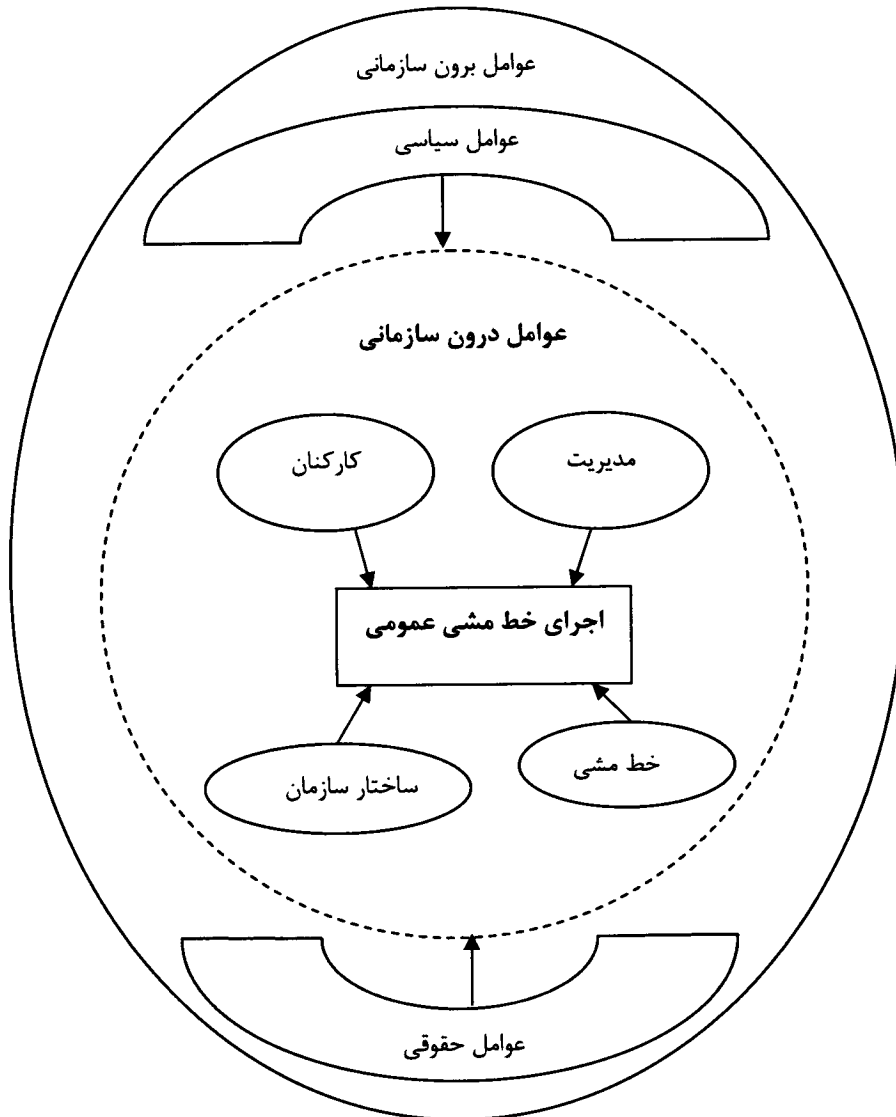 عوامل برون سازمانی
عوامل سیاسی
عوامل درون سازمانی
مدیریت
کارکنان
اجرای خط مشی عمومی
خط مشی
ساختار سازمان
عوامل حقوقی